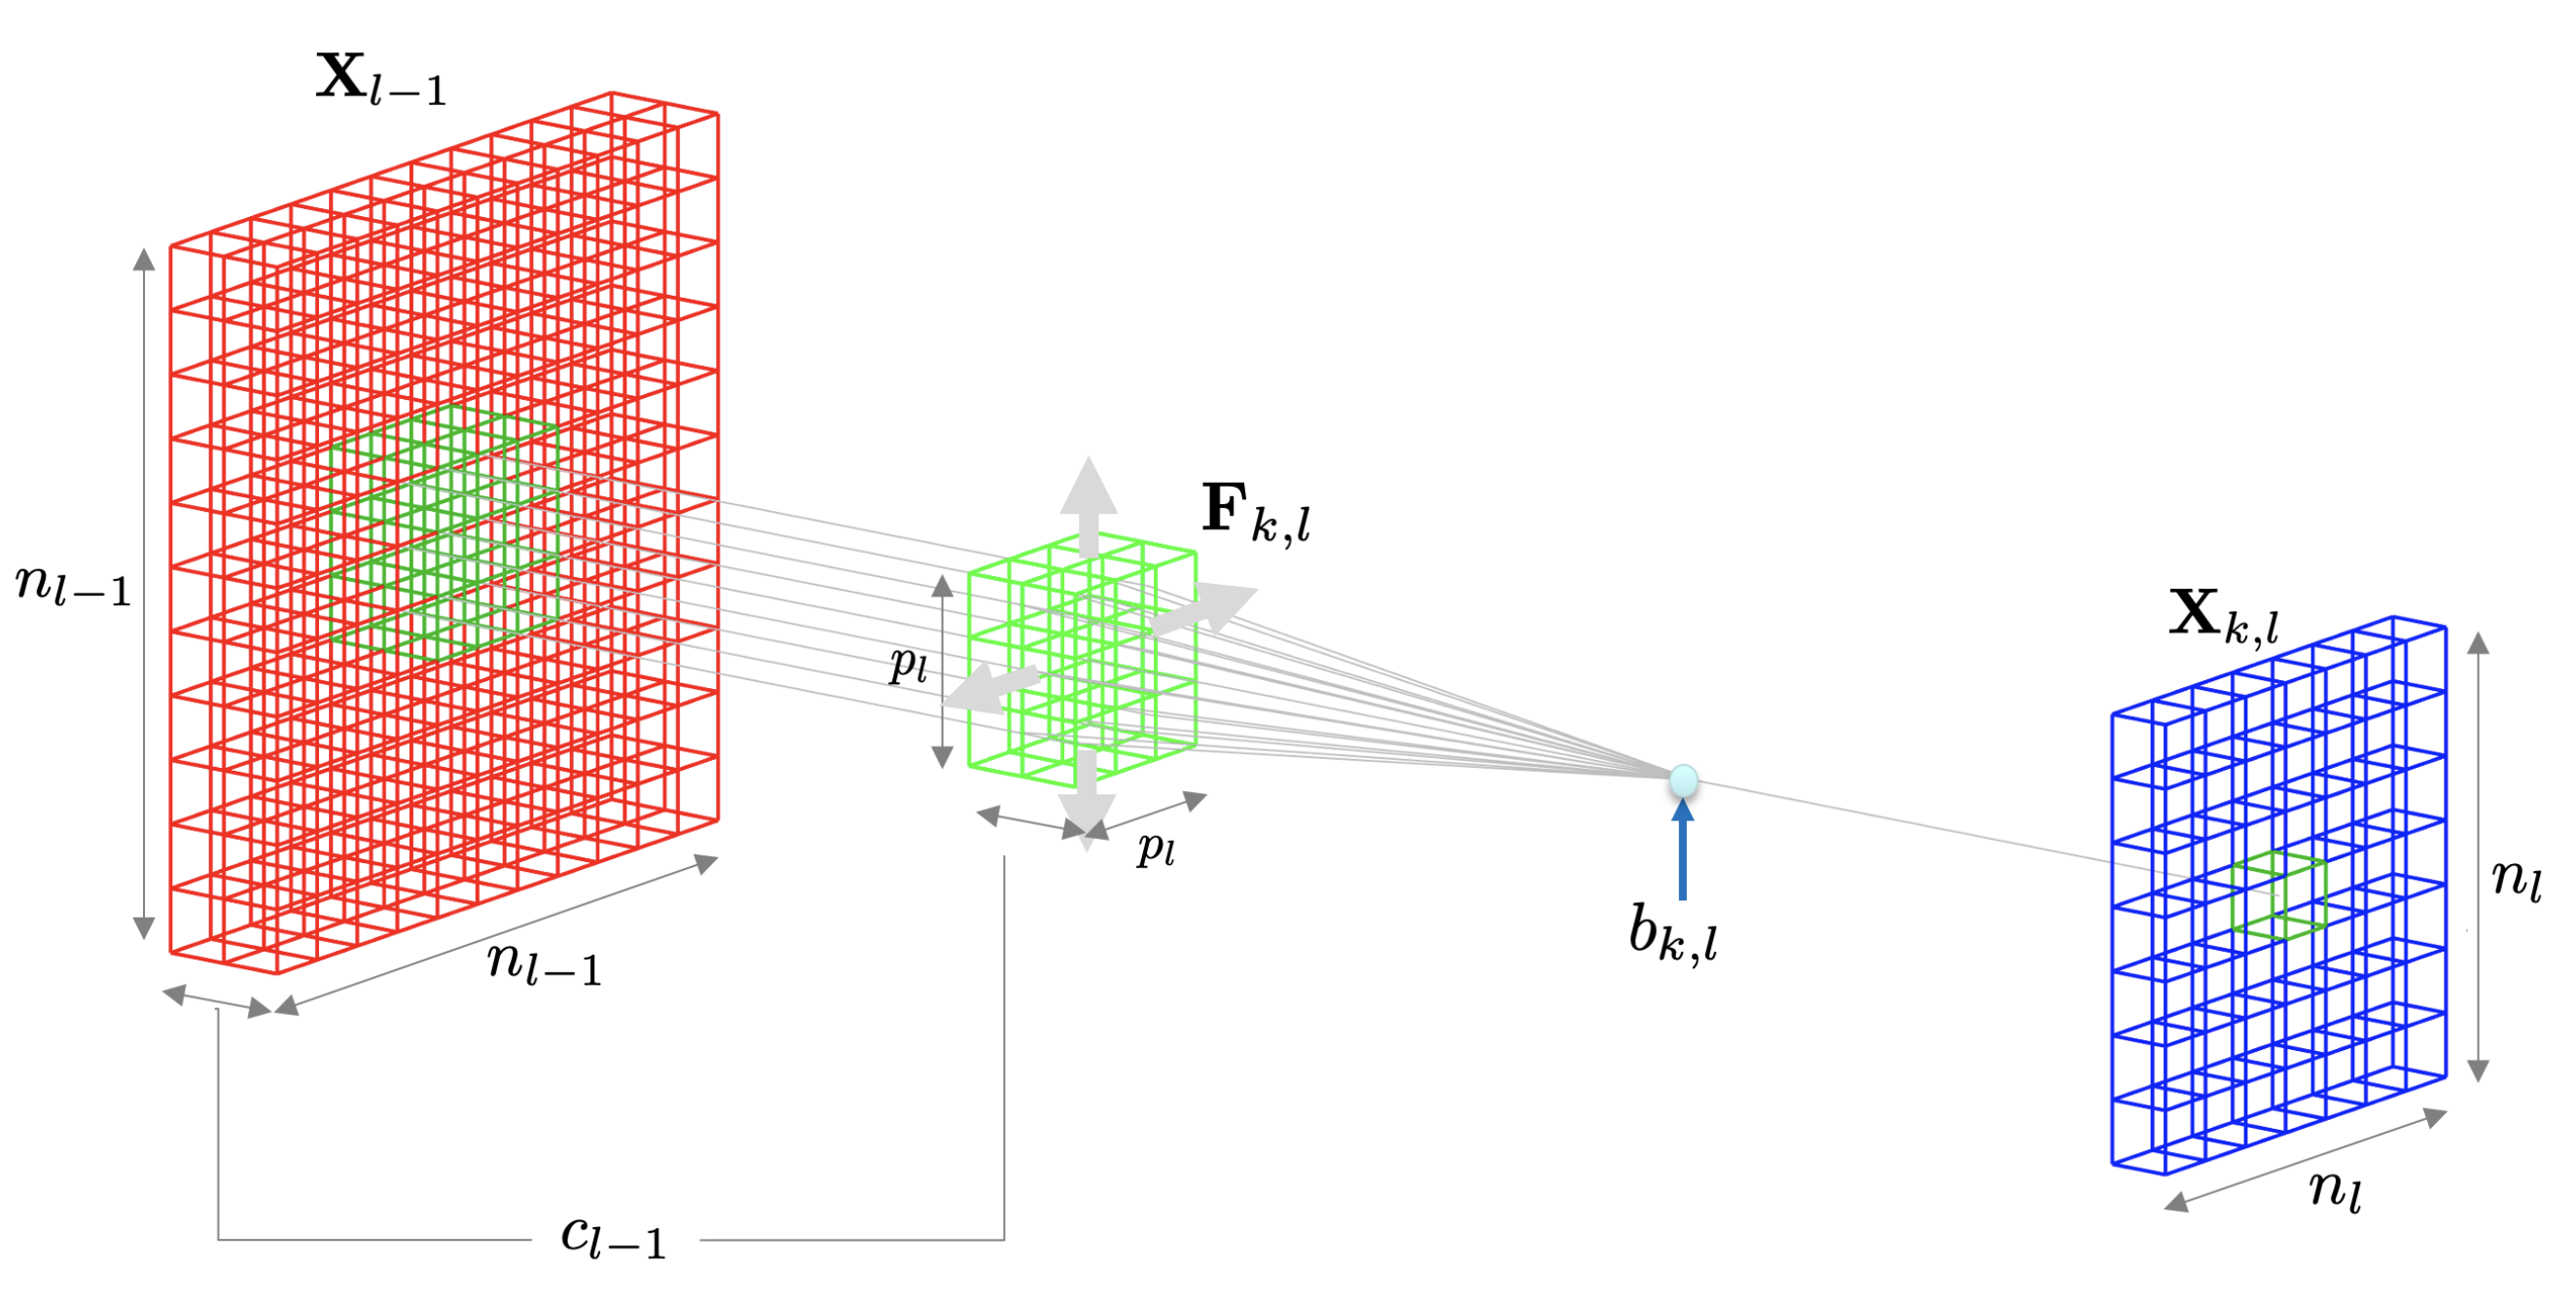 X_{l−1}
F_{k,l}
n_{l−1}
X_{k,l}
p_l
p_l
n_l
b_{k,l}
n_{l−1}
n_l
c_{l−1}